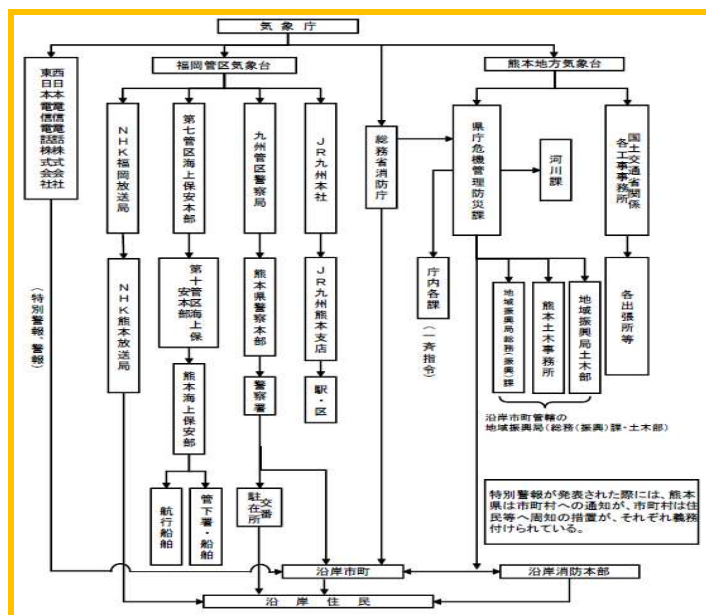 気象庁
福岡管区気象台
熊本地方気象台
西日本電信電話株式会社
東日本電信電話株式会社
NHK福岡放送局
第七管区海上保安本部
九州管区警察局
JR九州本社
総務省消防庁
県庁危機管理防災課
河川課
国土交通省関係
各工事事務所
(特別警報、警報)
NHK熊本放送局
第十管区海上保
安本部
熊本県警察本部
JR九州熊本支店
庁内各課
(一斉指令)
地域振興局総務(振興)課
熊本土木事務所
地域振興局土木部
各出張所等
熊本海上保安部
警察署
駅・区
沿岸市町管轄の
地域振興局(総務(振興)課・土木部)
航行船舶
管下署・船舶
交番
駐在所
特別警報が発表された際には、熊本
県は市町村への通知が、市町村は住
民等へ周知の措置が、それぞれ義務
付けられている。
沿岸市町
沿岸消防本部
沿岸住民